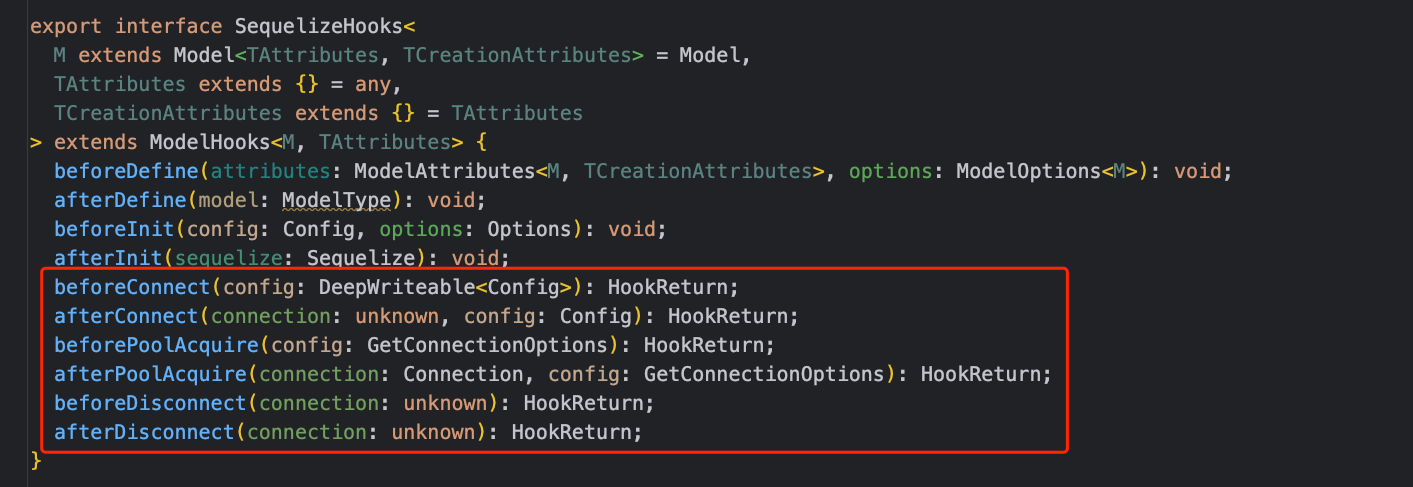 export interface SequelizeHooks<
M extends Model<TAttributes, TCreationAttributes> = Model,
TAttributes extends {} = any,
TCreationAttributes extends {} = TAttributes
> extends ModelHooks<M, TAttributes> {
beforeDefine(attributes: ModelAttributes<M, TCreationAttributes>, options: ModelOptions<M>): void;
afterDefine(model: ModelType): void;
beforeInit(config: Config, options: Options): void;
afterInit(sequelize: Sequelize): void;
beforeConnect(config: DeepWriteable<Config>): HookReturn;
afterConnect(connection: unknown, config: Config): HookReturn;
beforePoolAcquire(config: GetConnectionOptions): HookReturn;
afterPoolAcquire(connection: Connection, config: GetConnectionOptions): HookReturn;
beforeDisconnect(connection: unknown): HookReturn;
afterDisconnect(connection: unknown): HookReturn;
}